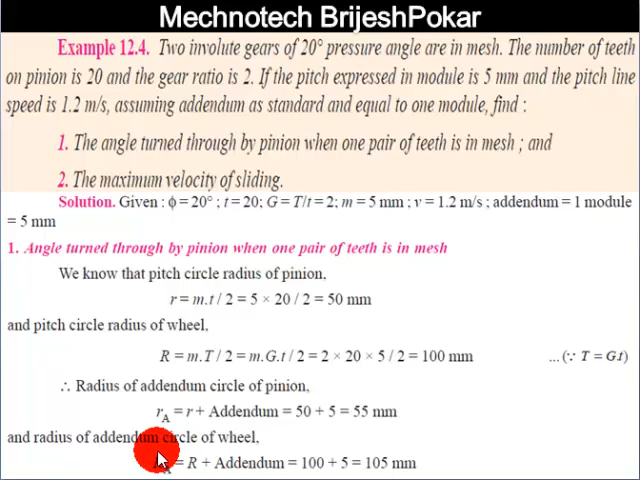 Mechnotech BrijeshPokar
Example 12.4. Two involute gears of 20° pressure angle are in mesh. The number of teeth
on pinion is 20 and the gear ratio is 2. If the pitch expressed in module is 5 mm and the pitch line
speed is 1.2 m/s, assuming addendum as standard and equal to one module, find :
1. The angle turned through by pinion when one pair of teeth is in mesh ; and
2. The maximum velocity of sliding.
Solution. Given : ϕ = 20° ; t = 20; G = T/t = 2; m = 5 mm ; v = 1.2 m/s ; addendum = 1 module
= 5 mm
1. Angle turned through by pinion when one pair of teeth is in mesh
We know that pitch circle radius of pinion,
r = m.t / 2 = 5 × 20 / 2 = 50 mm
and pitch circle radius of wheel,
R = m.T / 2 = m.G.t / 2 = 2 × 20 × 5 / 2 = 100 mm ...(∵ T = G.t)
∴ Radius of addendum circle of pinion,
rA = r + Addendum = 50 + 5 = 55 mm
and radius of addendum circle of wheel,
= R + Addendum = 100 + 5 = 105 mm